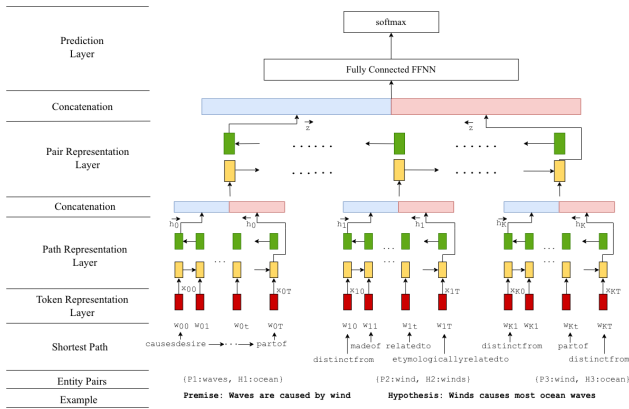 softmax
Prediction
Layer
Fully Connected FFNN
Concatenation
z z
Pair Representation
Layer
......
......
Concatenation
h0 h0 h1 h1 hK hK
Path Representation
Layer
... ... ...
x00 x0T x10 x1T xK0 xKT
Token Representation
Layer
w00 w01 w0t w0T w10 w11 w1t w1T wK1 wK1 wKt wKT
Shortest Path
causesdesire ... partof madeof relatedto distinctfrom partof
distinctfrom etymologicallyrelatedto distinctfrom
Entity Pairs
{P1:waves, H1:ocean} {P2:wind, H2:winds} {P3:wind, H3:ocean}
Example
Premise: Waves are caused by wind Hypothesis: Winds causes most ocean waves